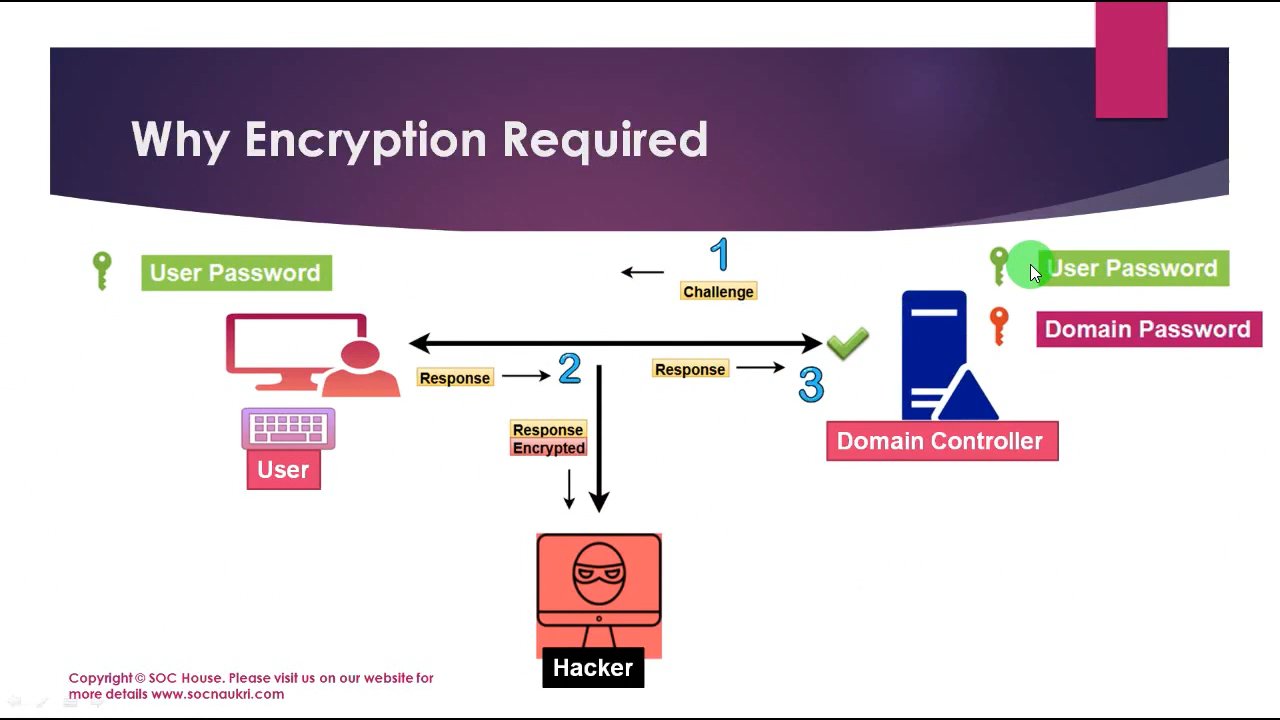 Why Encryption Required
1
User Password
User Password
Challenge
Domain Password
2
Response
Response
3
Response
Encrypted
Domain Controller
User
Hacker
Copyright © SOC House. Please visit us on our website for
more details www.socnaukri.com